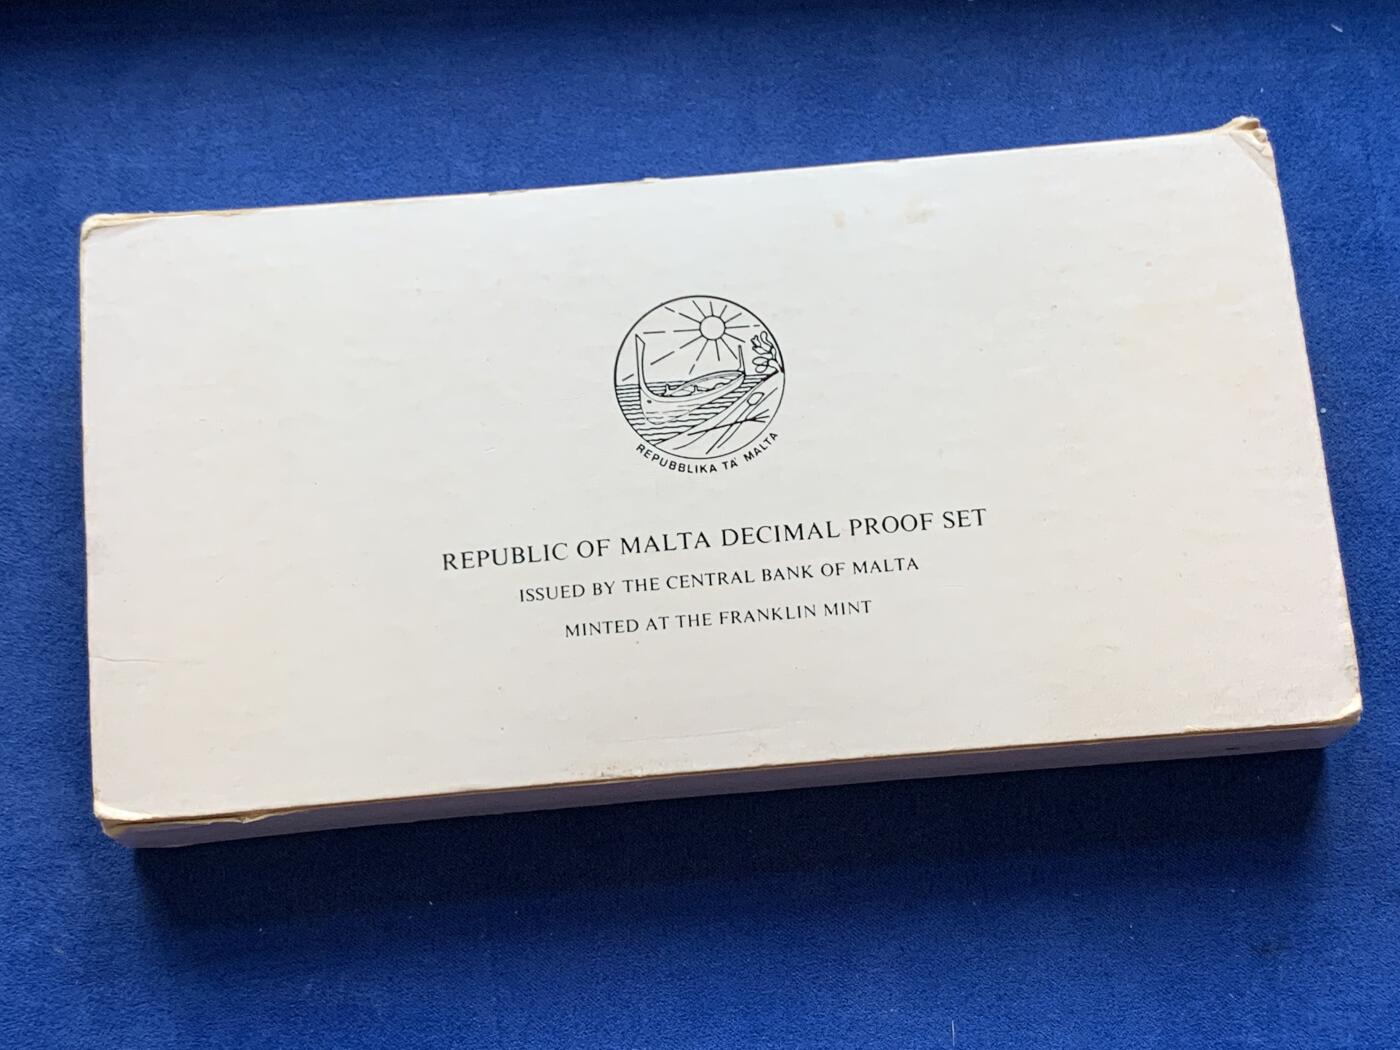 REPUBBLIKA TA' MALTA
REPUBLIC OF MALTA DECIMAL PROOF SET
ISSUED BY THE CENTRAL BANK OF MALTA
MINTED AT THE FRANKLIN MINT